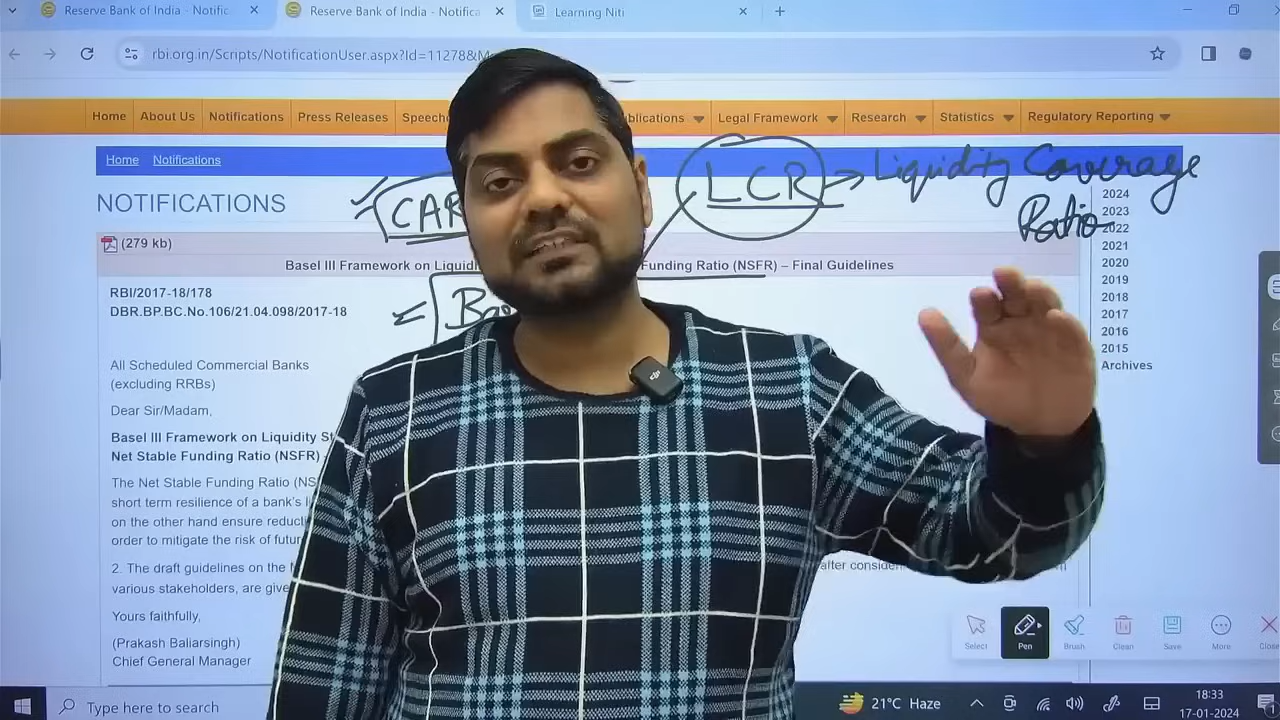 Reserve Bank of India - Notific
Reserve Bank of India - Notifica
Learning Niti
rbi.org.in/Scripts/NotificationUser.aspx?Id=11278&M
Home About Us Notifications Press Releases Speeche ublications Legal Framework Research Statistics Regulatory Reporting
Home Notifications
LCR → Liquidity Coverage
Ratio
NOTIFICATIONS
CAR
(279 kb)
Basel III Framework on Liquidi Funding Ratio (NSFR) – Final Guidelines
RBI/2017-18/178
DBR.BP.BC.No.106/21.04.098/2017-18
All Scheduled Commercial Banks
(excluding RRBs)
Dear Sir/Madam,
Basel III Framework on Liquidity St
Net Stable Funding Ratio (NSFR)
The Net Stable Funding Ratio (NS
short term resilience of a bank's li
on the other hand ensure reducti
order to mitigate the risk of futur
2. The draft guidelines on the after consider
various stakeholders, are give
Yours faithfully,
(Prakash Baliarsingh)
Chief General Manager
2024
2023
2022
2021
2020
2019
2018
2017
2016
2015
Archives
Select Pen Brush Clean Save More Close
Type here to search
21°C Haze
18:33
17-01-2024